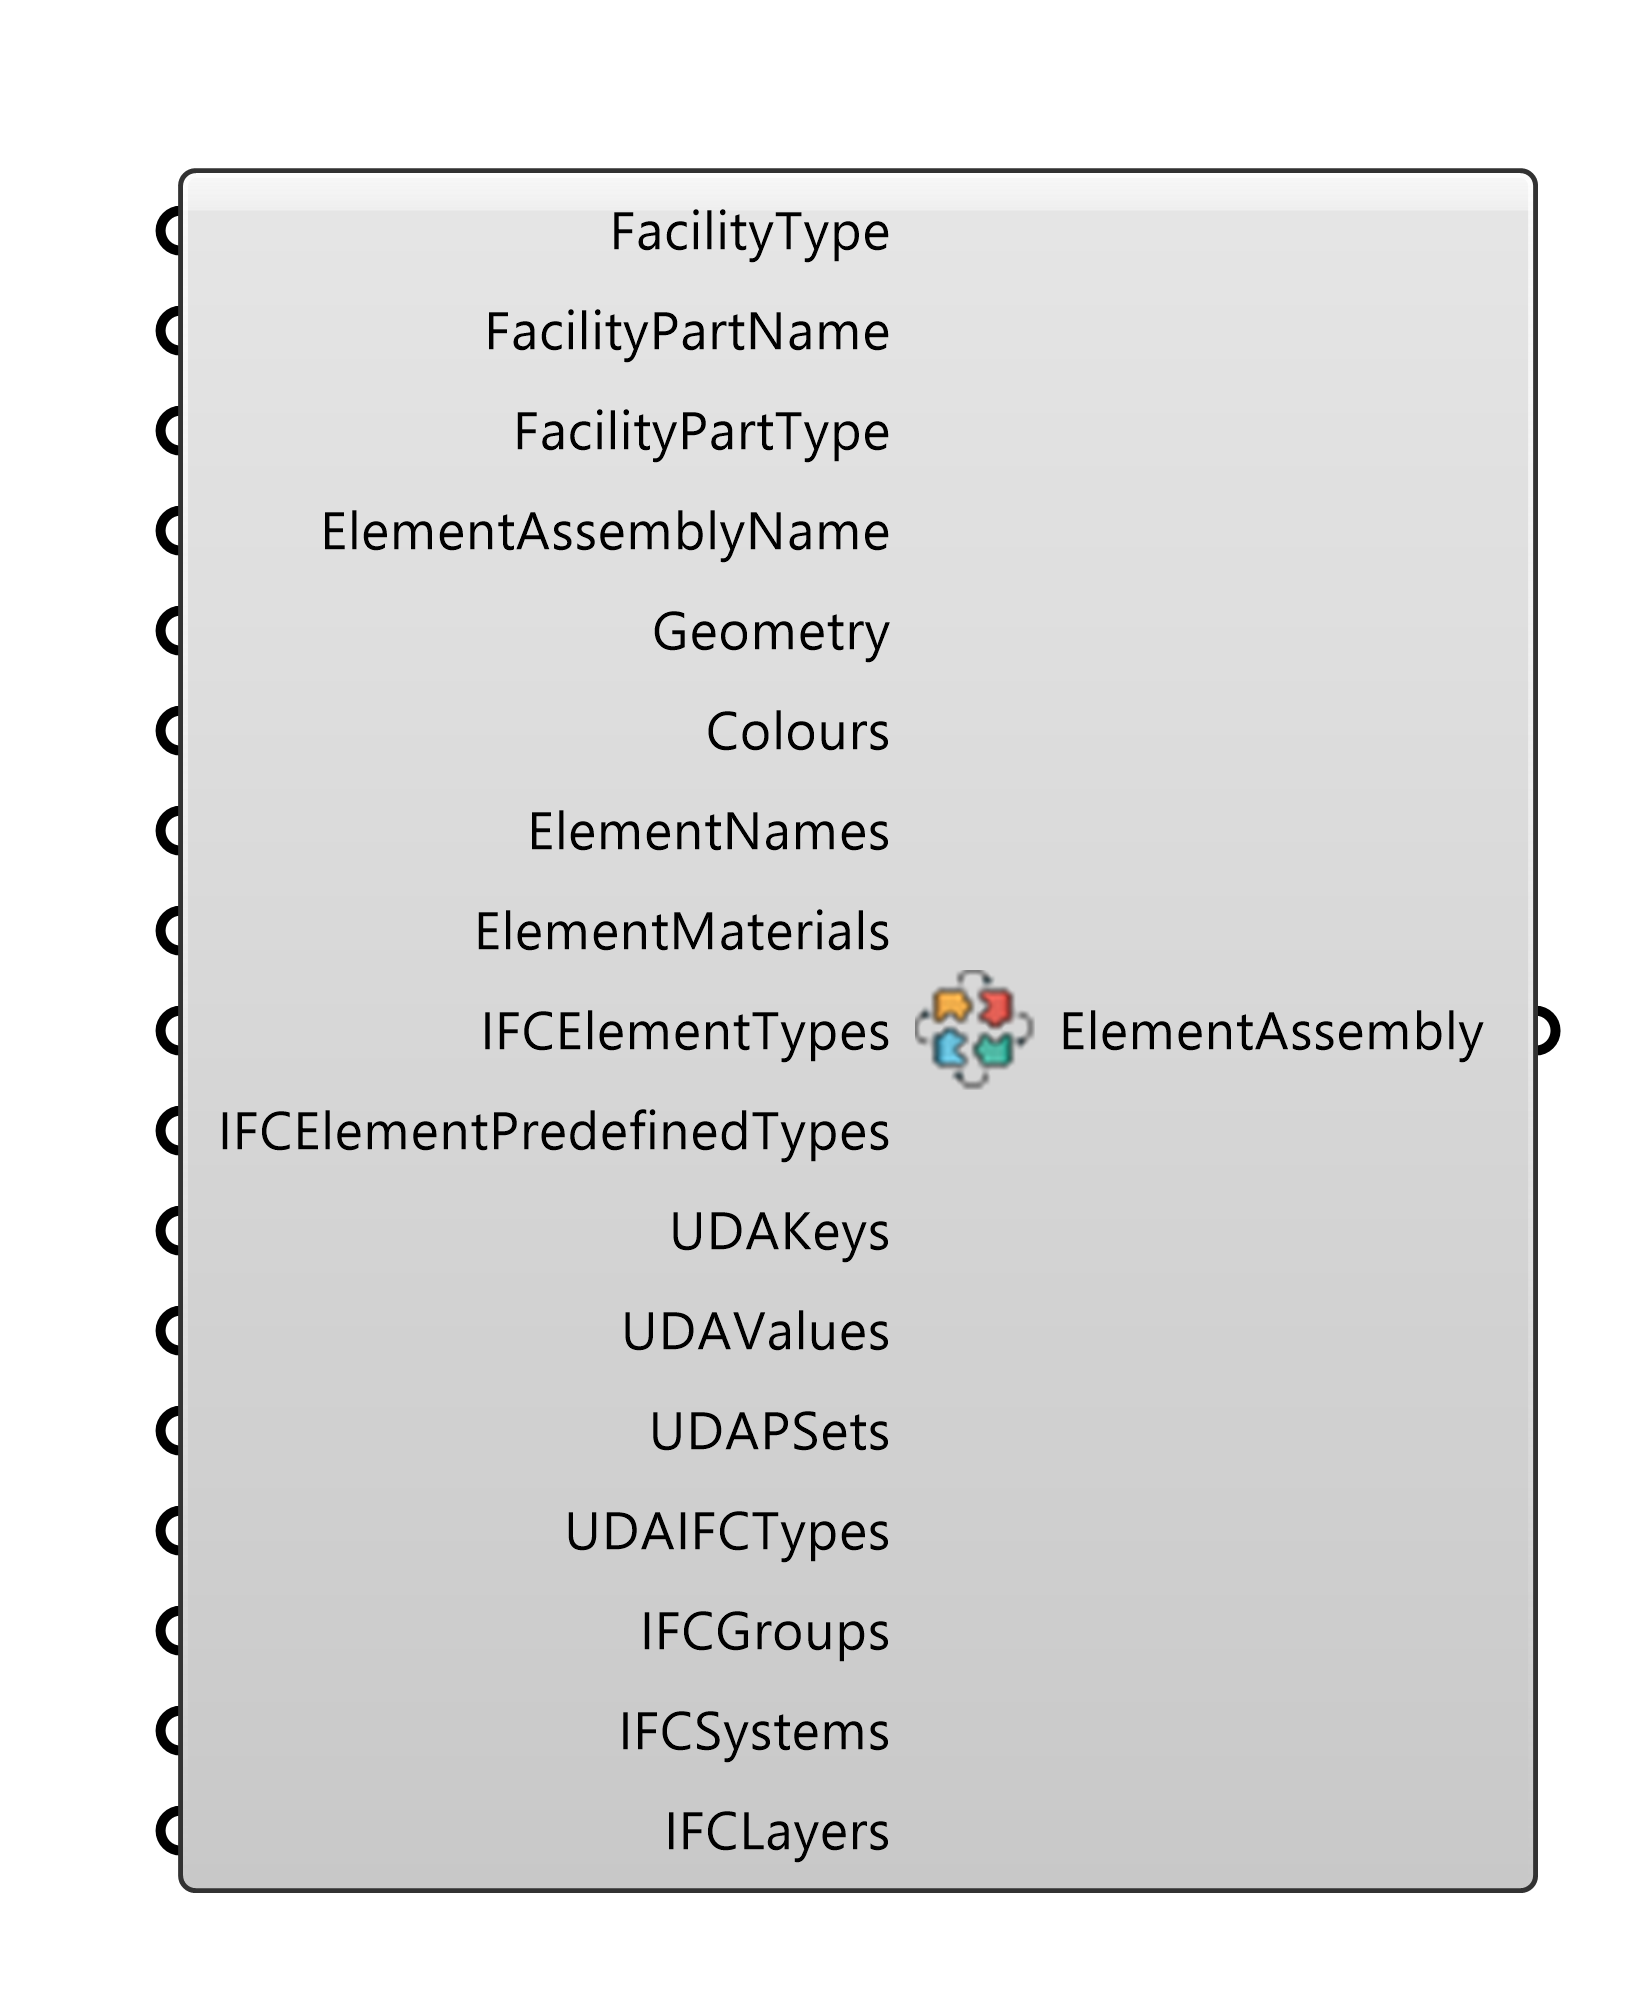 FacilityType
FacilityPartName
FacilityPartType
ElementAssemblyName
Geometry
Colours
ElementNames
ElementMaterials
IFCElementTypes
ElementAssembly
IFCElementPredefinedTypes
UDAKeys
UDAValues
UDAPSets
UDAIFCTypes
IFCGroups
IFCSystems
IFCLayers